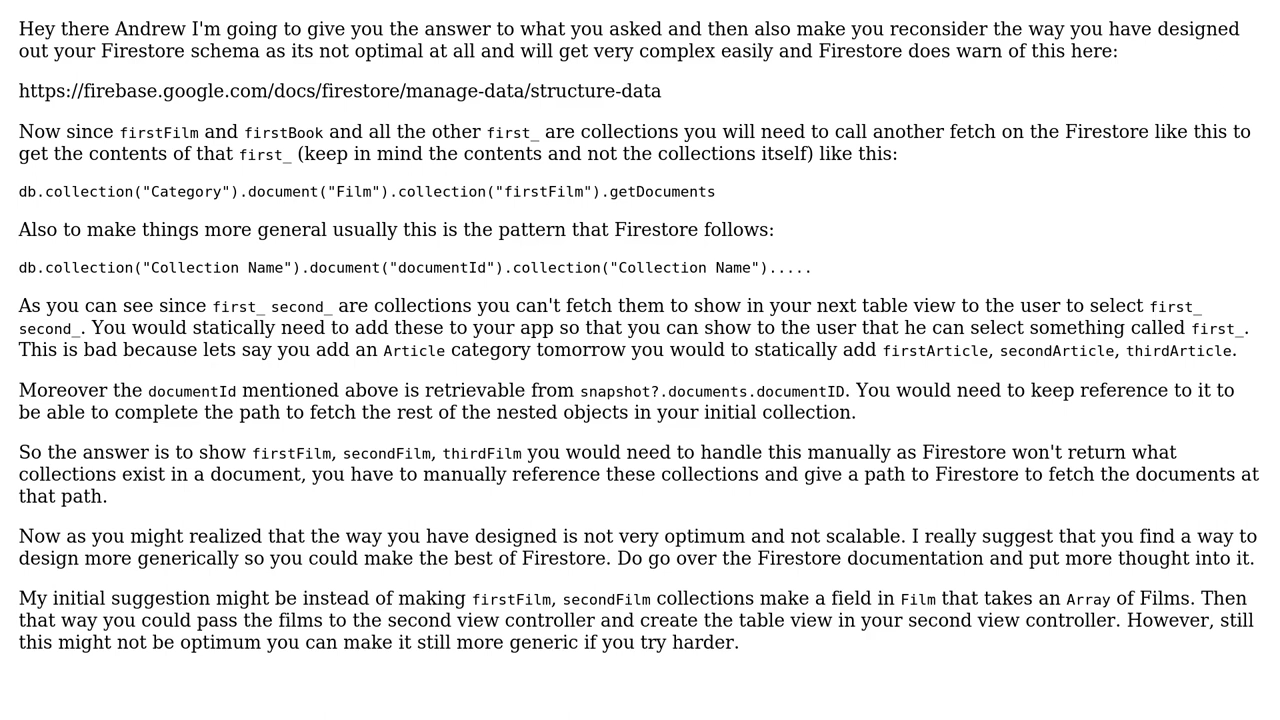 Hey there Andrew I'm going to give you the answer to what you asked and then also make you reconsider the way you have designed
out your Firestore schema as its not optimal at all and will get very complex easily and Firestore does warn of this here:
https://firebase.google.com/docs/firestore/manage-data/structure-data
Now since firstFilm and firstBook and all the other first_ are collections you will need to call another fetch on the Firestore like this to
get the contents of that first_ (keep in mind the contents and not the collections itself) like this:
db.collection("Category").document("Film").collection("firstFilm").getDocuments
Also to make things more general usually this is the pattern that Firestore follows:
db.collection("Collection Name").document("documentId").collection("Collection Name").....
As you can see since first_ second_ are collections you can't fetch them to show in your next table view to the user to select first_
second_. You would statically need to add these to your app so that you can show to the user that he can select something called first_.
This is bad because lets say you add an Article category tomorrow you would to statically add firstArticle, secondArticle, thirdArticle.
Moreover the documentId mentioned above is retrievable from snapshot?.documents.documentID. You would need to keep reference to it to
be able to complete the path to fetch the rest of the nested objects in your initial collection.
So the answer is to show firstFilm, secondFilm, thirdFilm you would need to handle this manually as Firestore won't return what
collections exist in a document, you have to manually reference these collections and give a path to Firestore to fetch the documents at
that path.
Now as you might realized that the way you have designed is not very optimum and not scalable. I really suggest that you find a way to
design more generically so you could make the best of Firestore. Do go over the Firestore documentation and put more thought into it.
My initial suggestion might be instead of making firstFilm, secondFilm collections make a field in Film that takes an Array of Films. Then
that way you could pass the films to the second view controller and create the table view in your second view controller. However, still
this might not be optimum you can make it still more generic if you try harder.